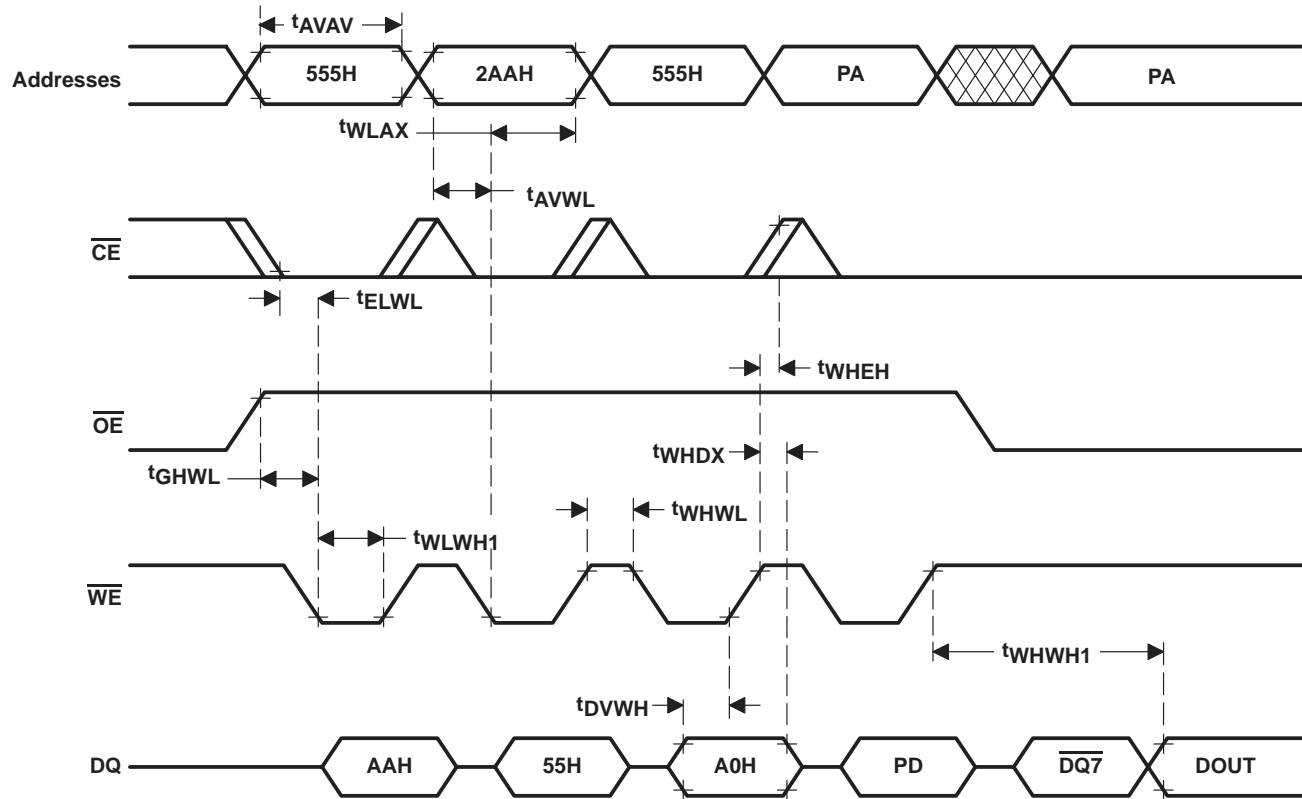 tAVAV
Addresses
555H
2AAH
555H
PA
PA
tWLAX
tAVWL
CE
tELWL
tWHEH
OE
tWHDX
tGHWL
tWHWL
tWLWH1
WE
tWHWH1
tDVWH
DQ
AAH
55H
A0H
PD
DQ7
DOUT